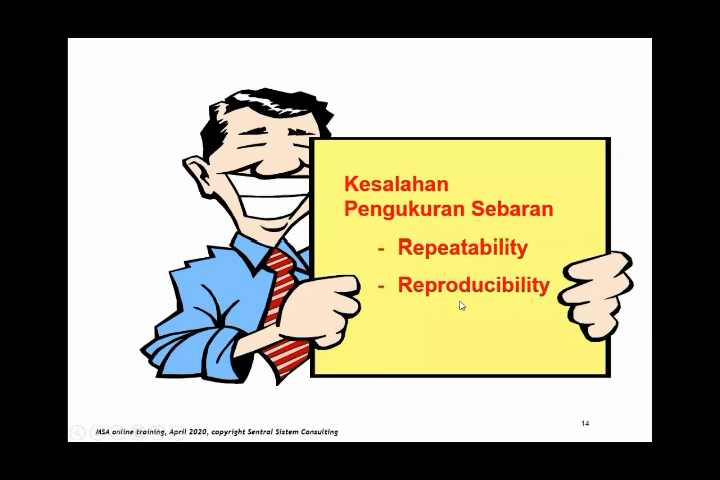 Kesalahan
Pengukuran Sebaran
- Repeatability
- Reproducibility
14
MSA online training, April 2020, copyright Sentral Sistem Consulting